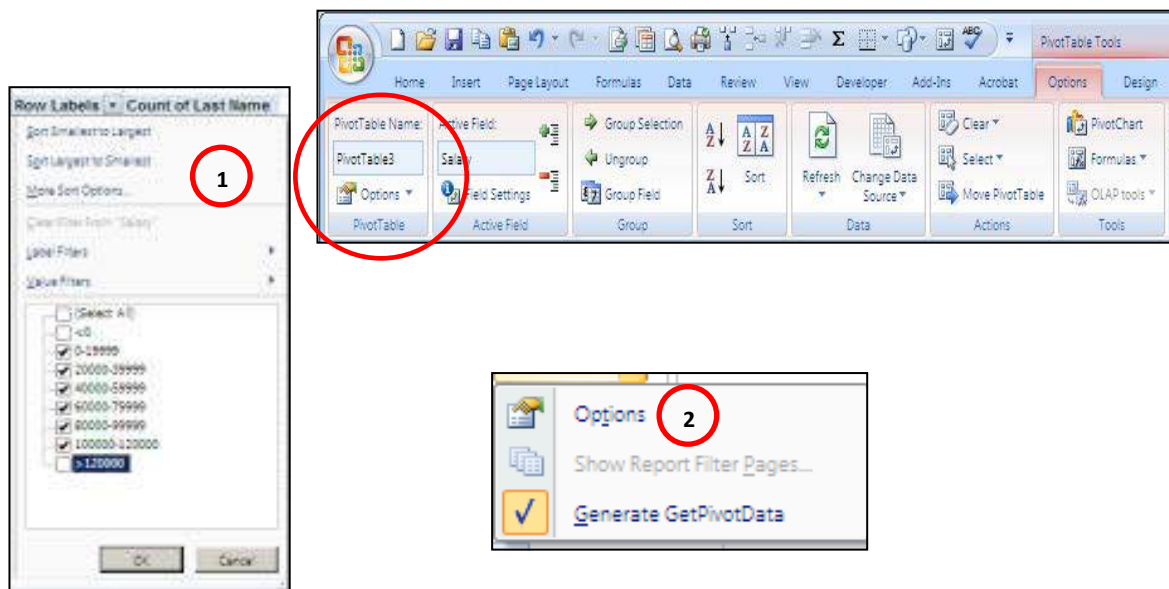 Row Labels Count of Last Name
Sort Smallest to Largest
Sort Largest to Smallest
More Sort Options...
Clear Filter From "Salary"
Label Filters
Value Filters
(Select All)
<0
0-19999
20000-39999
40000-59999
60000-79999
80000-99999
100000-120000
>120000
OK Cancel
1
PivotTable Tools
Home Insert Page Layout Formulas Data Review View Developer Add-Ins Acrobat Options Design
PivotTable Name: Active Field: Group Selection Clear PivotChart
PivotTable3 Salary Ungroup Sort Refresh Change Data Source Select Formulas
Options Field Settings Group Field Move PivotTable OLAP tools
PivotTable Active Field Group Sort Data Actions Tools
Options
2
Show Report Filter Pages...
Generate GetPivotData